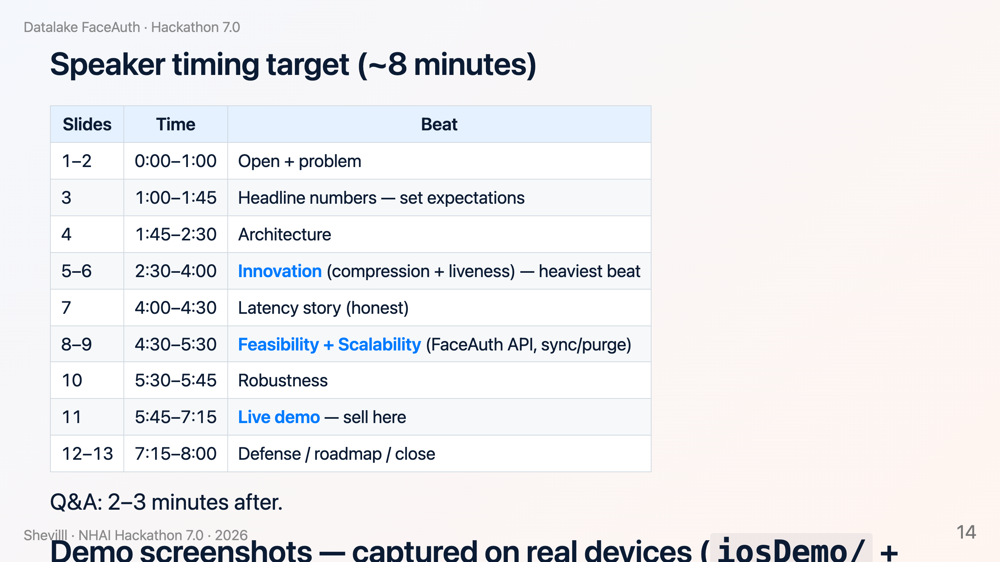 Datalake FaceAuth · Hackathon 7.0
Speaker timing target (~8 minutes)
Slides Time Beat
1–2 0:00–1:00 Open + problem
3 1:00–1:45 Headline numbers — set expectations
4 1:45–2:30 Architecture
5–6 2:30–4:00 Innovation (compression + liveness) — heaviest beat
7 4:00–4:30 Latency story (honest)
8–9 4:30–5:30 Feasibility + Scalability (FaceAuth API, sync/purge)
10 5:30–5:45 Robustness
11 5:45–7:15 Live demo — sell here
12–13 7:15–8:00 Defense / roadmap / close
Q&A: 2–3 minutes after.
Shevilll · NHAI Hackathon 7.0 · 2026
14
Demo screenshots — captured on real devices (iosDemo/ +